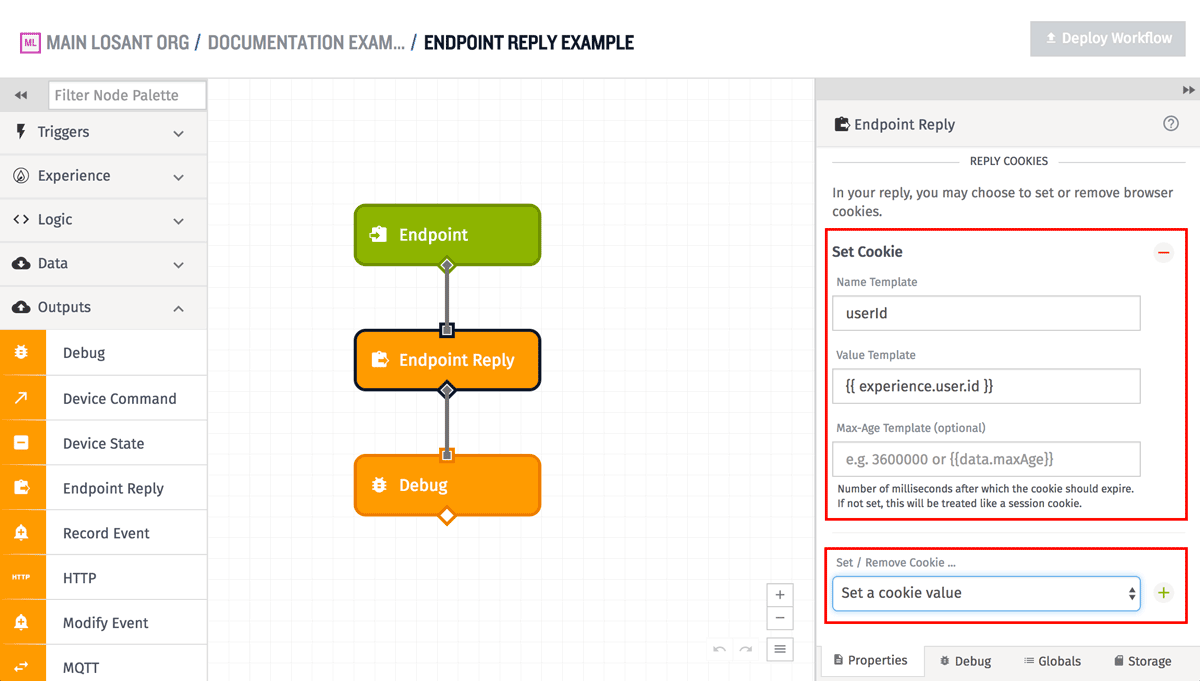 ML MAIN LOSANT ORG / DOCUMENTATION EXAM... / ENDPOINT REPLY EXAMPLE
Deploy Workflow
Filter Node Palette
Triggers
Experience
Logic
Data
Outputs
Debug
Device Command
Device State
Endpoint Reply
Record Event
HTTP HTTP
Modify Event
MQTT
Endpoint
Endpoint Reply
Debug
Endpoint Reply
REPLY COOKIES
In your reply, you may choose to set or remove browser
cookies.
Set Cookie
Name Template
userId
Value Template
{{ experience.user.id }}
Max-Age Template (optional)
e.g. 3600000 or {{data.maxAge}}
Number of milliseconds after which the cookie should expire.
If not set, this will be treated like a session cookie.
Set / Remove Cookie ...
Set a cookie value
Properties Debug Globals Storage